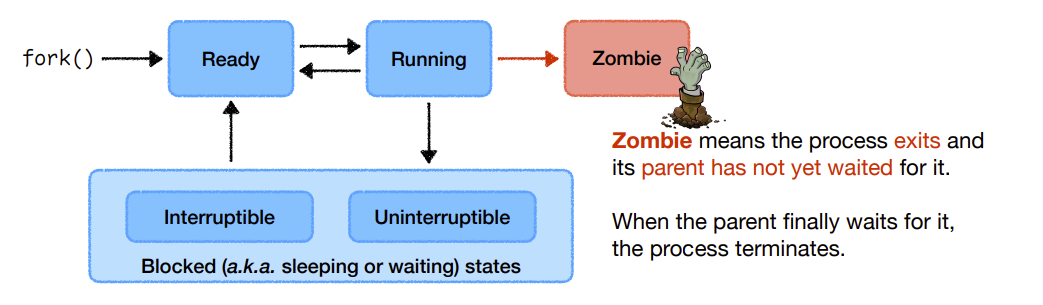 fork()
Ready
Running
Zombie
Zombie means the process exits and
its parent has not yet waited for it.
When the parent finally waits for it,
the process terminates.
Interruptible
Uninterruptible
Blocked (a.k.a. sleeping or waiting) states